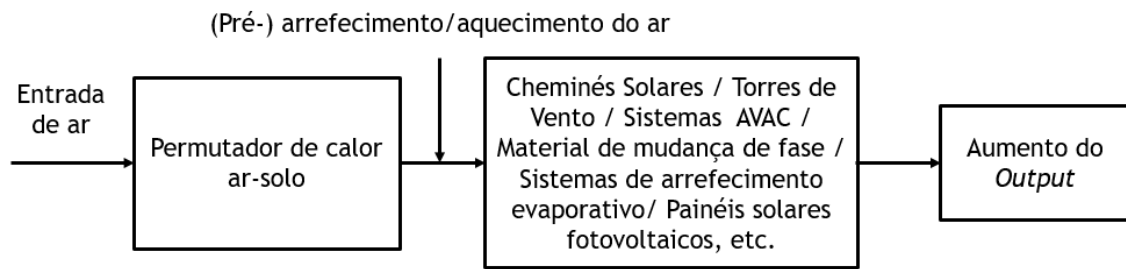 (Pré-) arrefecimento/aquecimento do ar
Entrada
de ar
Permutador de calor
ar-solo
Cheminés Solares / Torres de
Vento / Sistemas AVAC /
Material de mudança de fase /
Sistemas de arrefecimento
evaporativo/ Painéis solares
fotovoltaicos, etc.
Aumento do
Output